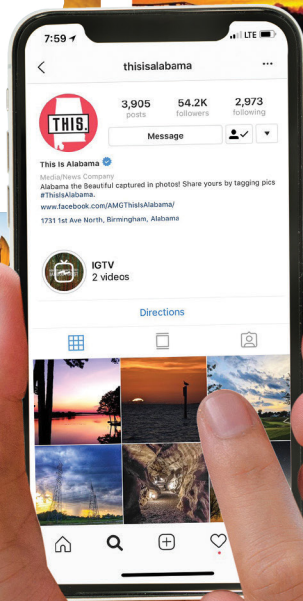 7:59
LTE
thisisalabama
THIS.
3,905 54.2K 2,973
posts followers following
Message
This Is Alabama
Media/News Company
Alabama the Beautiful captured in photos! Share yours by tagging pics
#ThisIsAlabama.
www.facebook.com/AMGThisIsAlabama/
1731 1st Ave North, Birmingham, Alabama
IGTV
2 videos
Directions